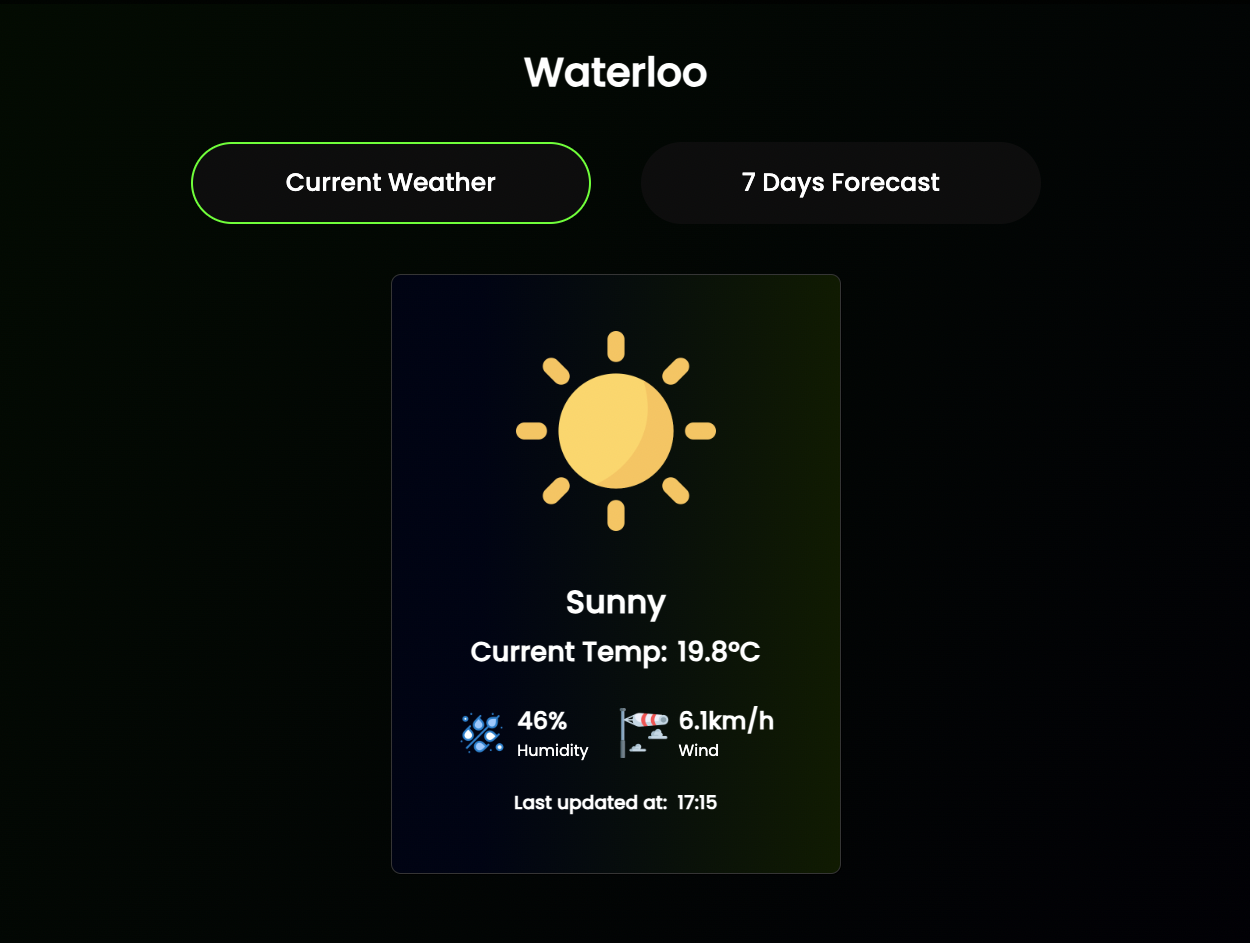 Waterloo
Current Weather
7 Days Forecast
Sunny
Current Temp: 19.8°C
46%
Humidity
6.1km/h
Wind
Last updated at: 17:15